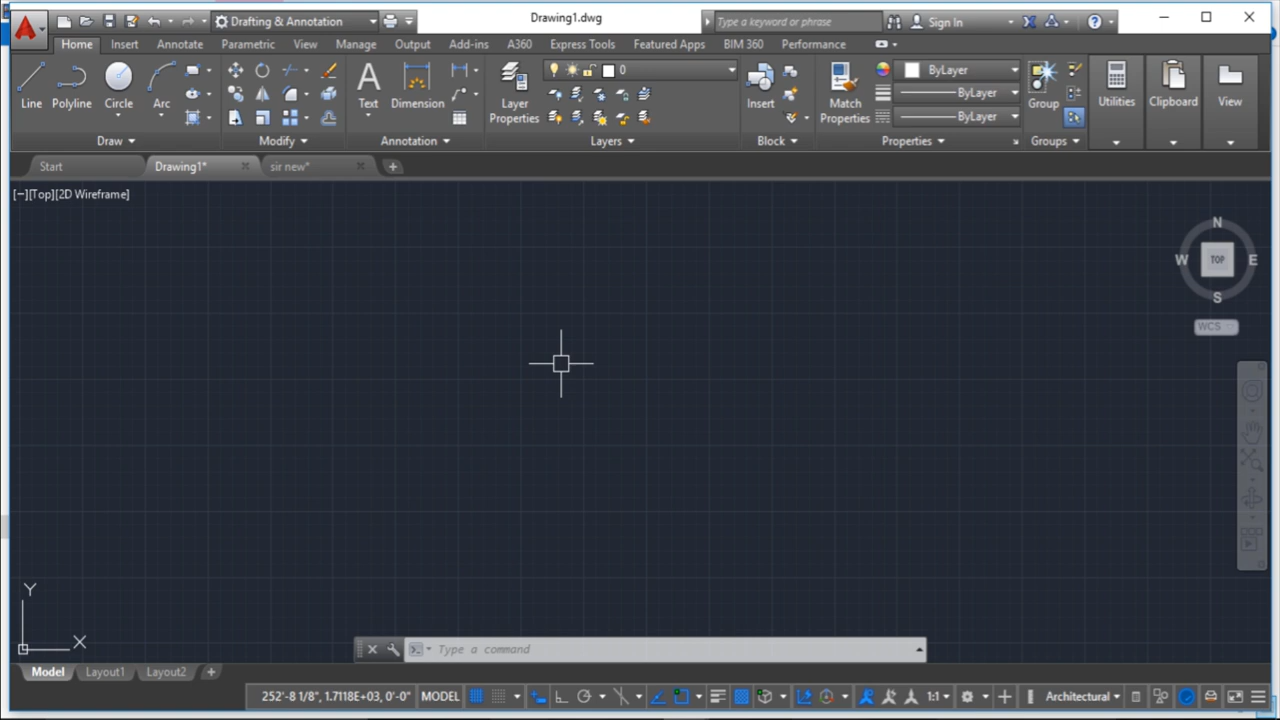 Drafting & Annotation
Drawing1.dwg
Type a keyword or phrase
Sign In
Home Insert Annotate Parametric View Manage Output Add-ins A360 Express Tools Featured Apps BIM 360 Performance
0
ByLayer
ByLayer
ByLayer
Line Polyline Circle Arc
Text Dimension
Layer Properties
Insert
Match Properties
Group
Utilities
Clipboard
View
Draw Modify Annotation Layers Block Properties Groups
Start Drawing1* sir new*
[−][Top][2D Wireframe]
N
W TOP E
S
WCS
Y
X
Type a command
Model Layout1 Layout2
252'-8 1/8", 1.7118E+03, 0'-0" MODEL 1:1 Architectural